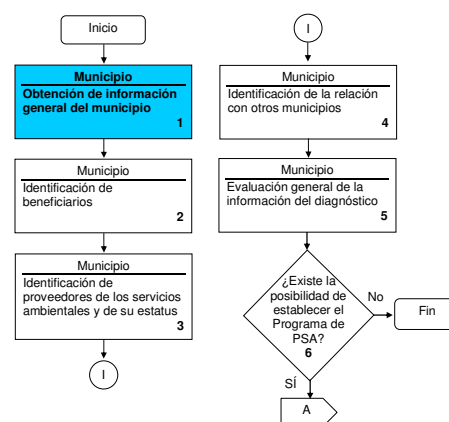 Inicio
Municipio
Obtención de información
general del municipio
1
Municipio
Identificación de
beneficiarios
2
Municipio
Identificación de
proveedores de los servicios
ambientales y de su estatus
3
I
I
Municipio
Identificación de la relación
con otros municipios
4
Municipio
Evaluación general de la
información del diagnóstico
5
¿Existe la
posibilidad de
establecer el
Programa de
PSA?
6
No
Fin
SÍ
A